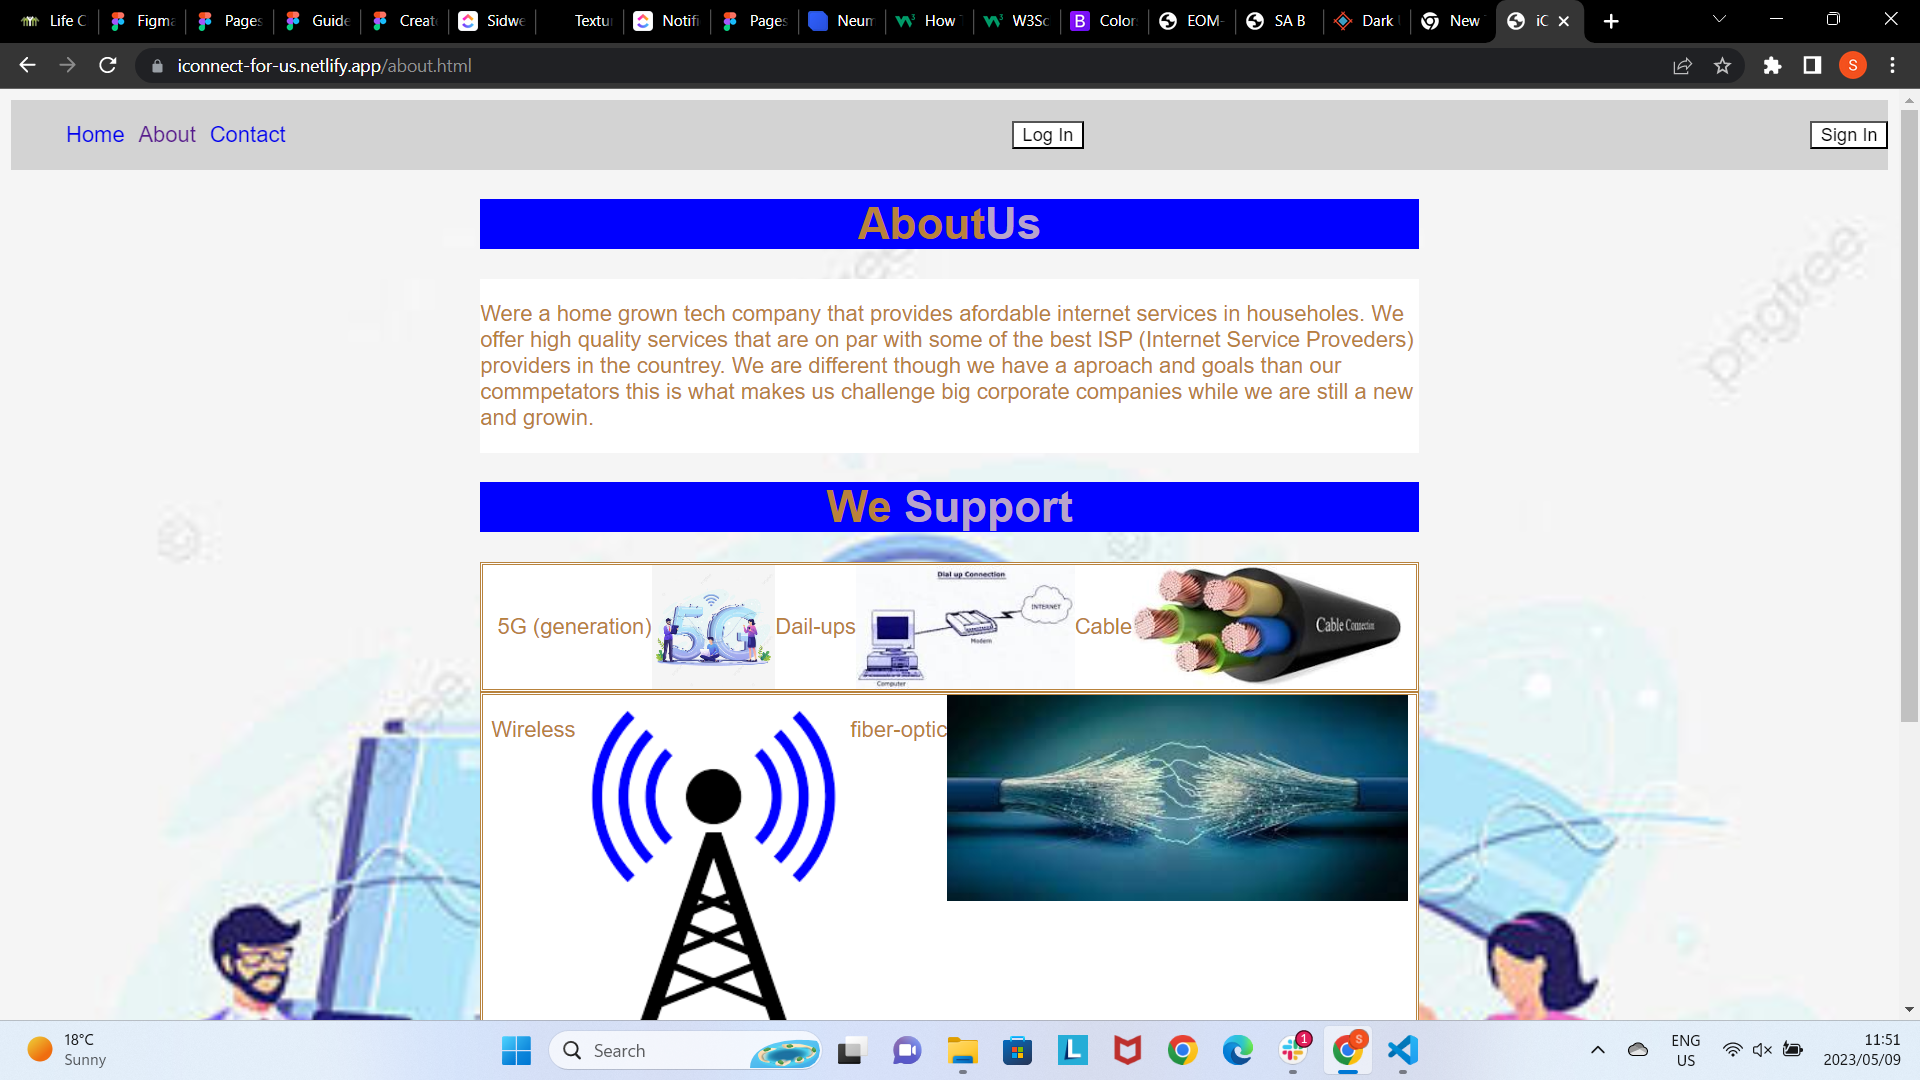 Life C
Figma
Pages
Guide
Creat
Sidwe
Textur
Notifi
Pages
Neum
How
W3Sc
Color
EOM-
SA B
Dark
New
iC
iconnect-for-us.netlify.app/about.html
S
Home About Contact
Log In
Sign In
AboutUs
Were a home grown tech company that provides afordable internet services in householes. We
offer high quality services that are on par with some of the best ISP (Internet Service Proveders)
providers in the countrey. We are different though we have a aproach and goals than our
commpetators this is what makes us challenge big corporate companies while we are still a new
and growin.
We Support
5G (generation)
5G
Dail-ups
Dial up Connection
INTERNET
Modem
Computer
Cable
Cable Connection
Wireless
fiber-optic
pngtree
18°C
Sunny
Search
1
S
ENG
US
11:51
2023/05/09